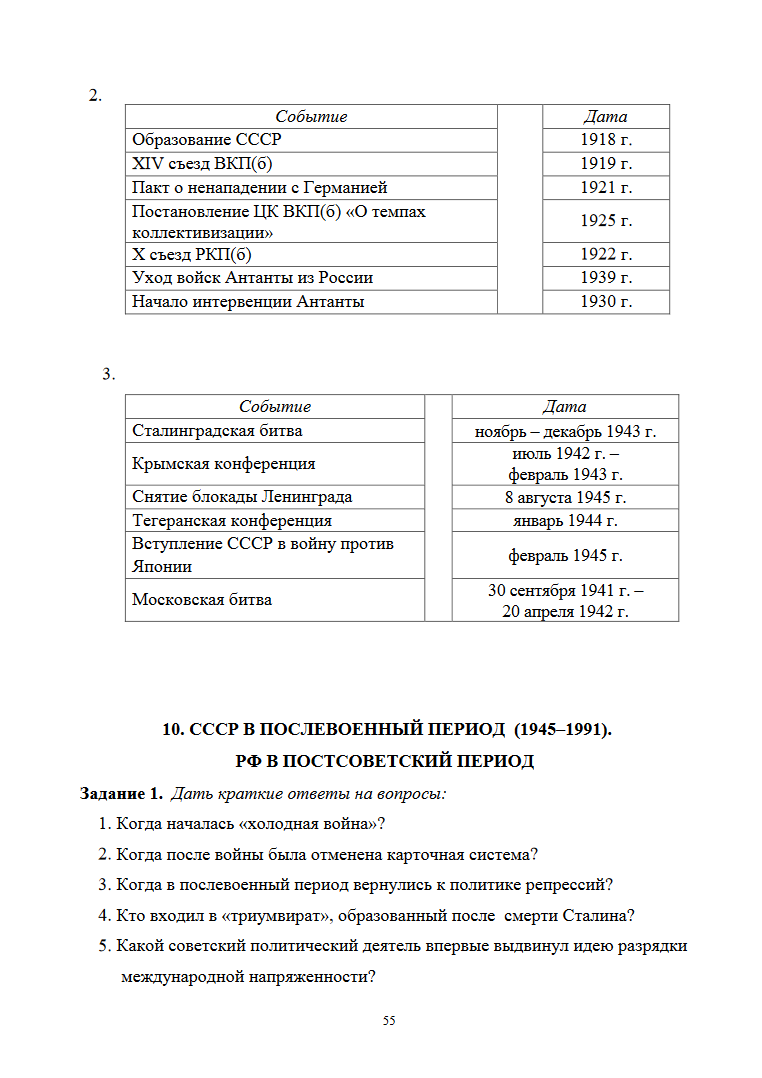 2.
Событие Дата
Образование СССР 1918 г.
XIV съезд ВКП(б) 1919 г.
Пакт о ненападении с Германией 1921 г.
Постановление ЦК ВКП(б) «О темпах
коллективизации» 1925 г.
X съезд РКП(б) 1922 г.
Уход войск Антанты из России 1939 г.
Начало интервенции Антанты 1930 г.
3.
Событие Дата
Сталинградская битва ноябрь – декабрь 1943 г.
Крымская конференция июль 1942 г. –
февраль 1943 г.
Снятие блокады Ленинграда 8 августа 1945 г.
Тегеранская конференция январь 1944 г.
Вступление СССР в войну против
Японии февраль 1945 г.
Московская битва 30 сентября 1941 г. –
20 апреля 1942 г.
10. СССР В ПОСЛЕВОЕННЫЙ ПЕРИОД (1945–1991).
РФ В ПОСТСОВЕТСКИЙ ПЕРИОД
Задание 1. Дать краткие ответы на вопросы:
1. Когда началась «холодная война»?
2. Когда после войны была отменена карточная система?
3. Когда в послевоенный период вернулись к политике репрессий?
4. Кто входил в «триумвират», образованный после смерти Сталина?
5. Какой советский политический деятель впервые выдвинул идею разрядки
международной напряженности?
55